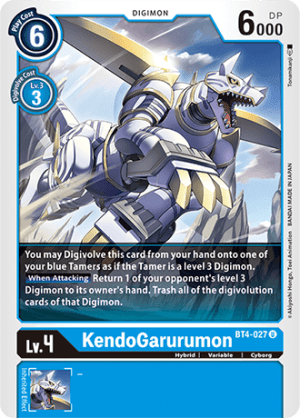 Play Cost
6
DIGIMON
DP
6000
Digivolve Cost
Lv.3
3
Tonamikanji
© Akiyoshi Hongo, Toei Animation BANDAI MADE IN JAPAN
You may Digivolve this card from your hand onto one
of your blue Tamers as if the Tamer is a level 3 Digimon.
When Attacking Return 1 of your opponent's level 3
Digimon to its owner's hand. Trash all of the digivolution
cards of that Digimon.
BT4-027 U
Lv.4
KendoGarurumon
Hybrid | Variable | Cyborg
Inherited Effect
-